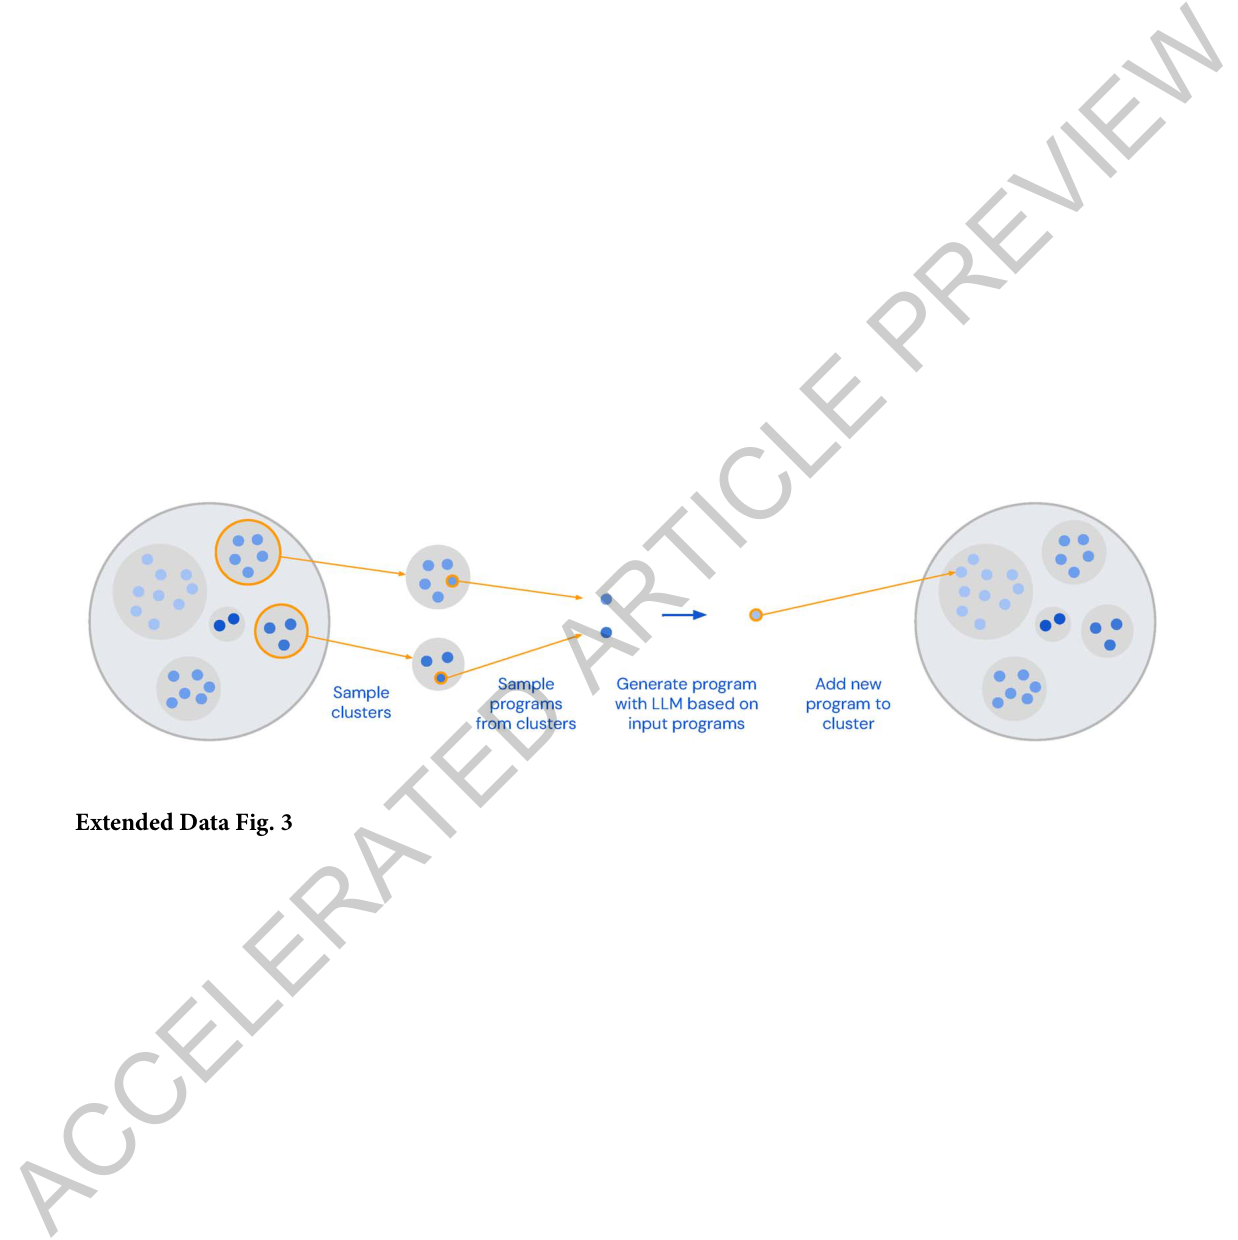 ACCELERATED ARTICLE PREVIEW
Sample
clusters
Sample
programs
from clusters
Generate program
with LLM based on
input programs
Add new
program to
cluster
Extended Data Fig. 3